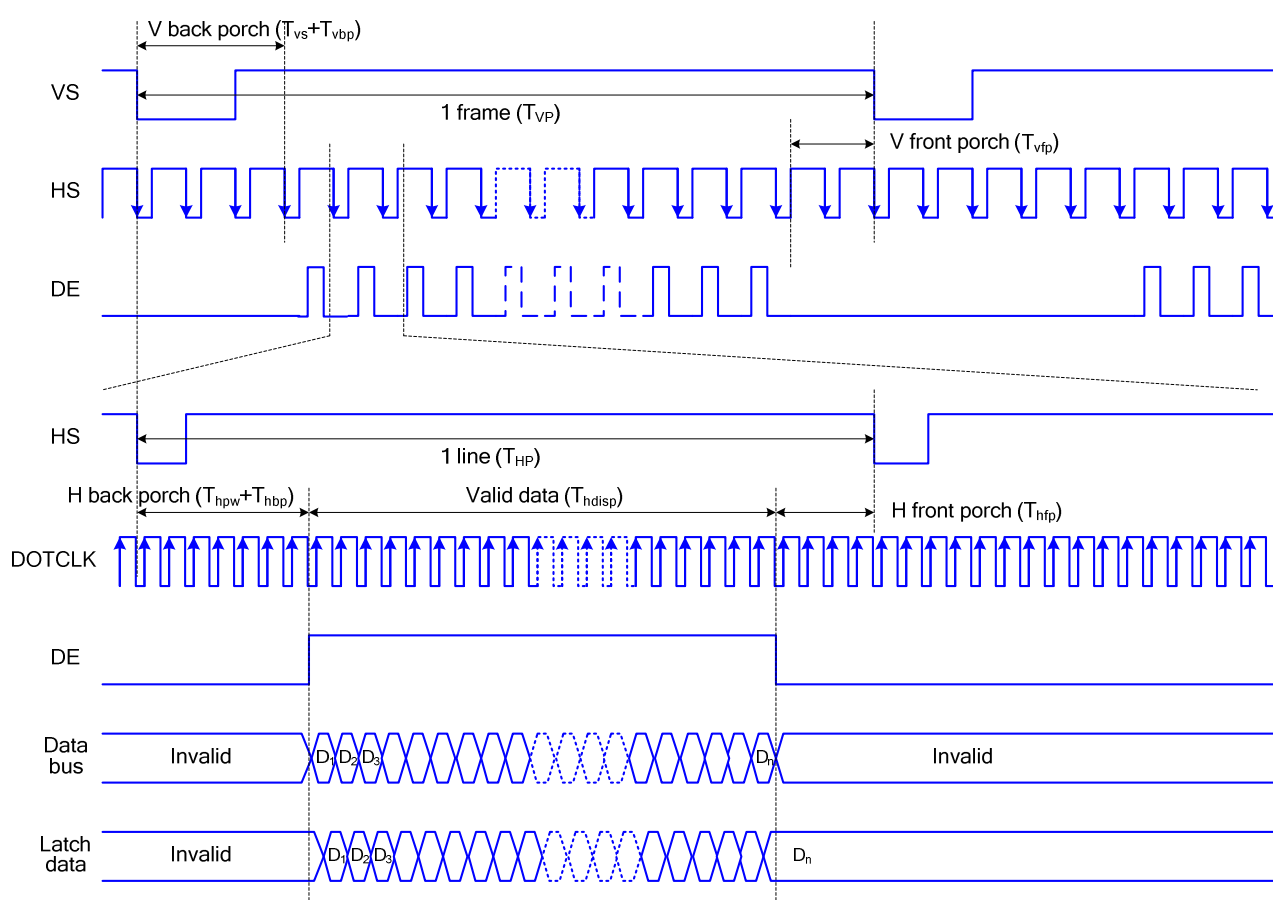 V back porch (Tvs+Tvbp)
VS
1 frame (TVP)
V front porch (Tvfp)
HS
DE
HS
1 line (THP)
H back porch (Thpw+Thbp)
Valid data (Thdisp)
H front porch (Thfp)
DOTCLK
DE
Data
bus
Invalid
D1 D2 D3
Dn
Invalid
Latch
data
Invalid
D1 D2 D3
Dn